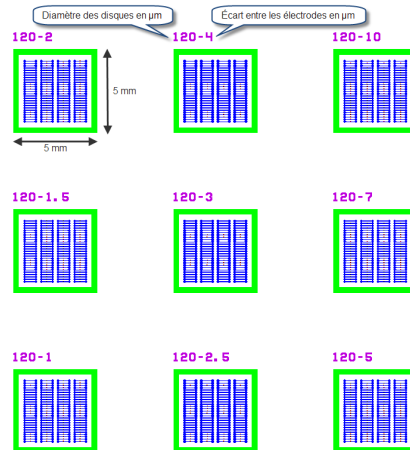 Diamètre des disques en µm
Écart entre les électrodes en µm
120-2
120-4
120-10
5 mm
5 mm
120-1.5
120-3
120-7
120-1
120-2.5
120-5